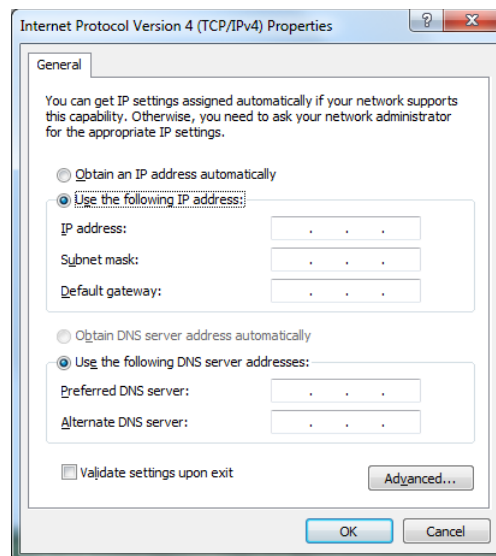 Internet Protocol Version 4 (TCP/IPv4) Properties
General
You can get IP settings assigned automatically if your network supports
this capability. Otherwise, you need to ask your network administrator
for the appropriate IP settings.
Obtain an IP address automatically
Use the following IP address:
IP address:
Subnet mask:
Default gateway:
Obtain DNS server address automatically
Use the following DNS server addresses:
Preferred DNS server:
Alternate DNS server:
Validate settings upon exit
Advanced...
OK Cancel